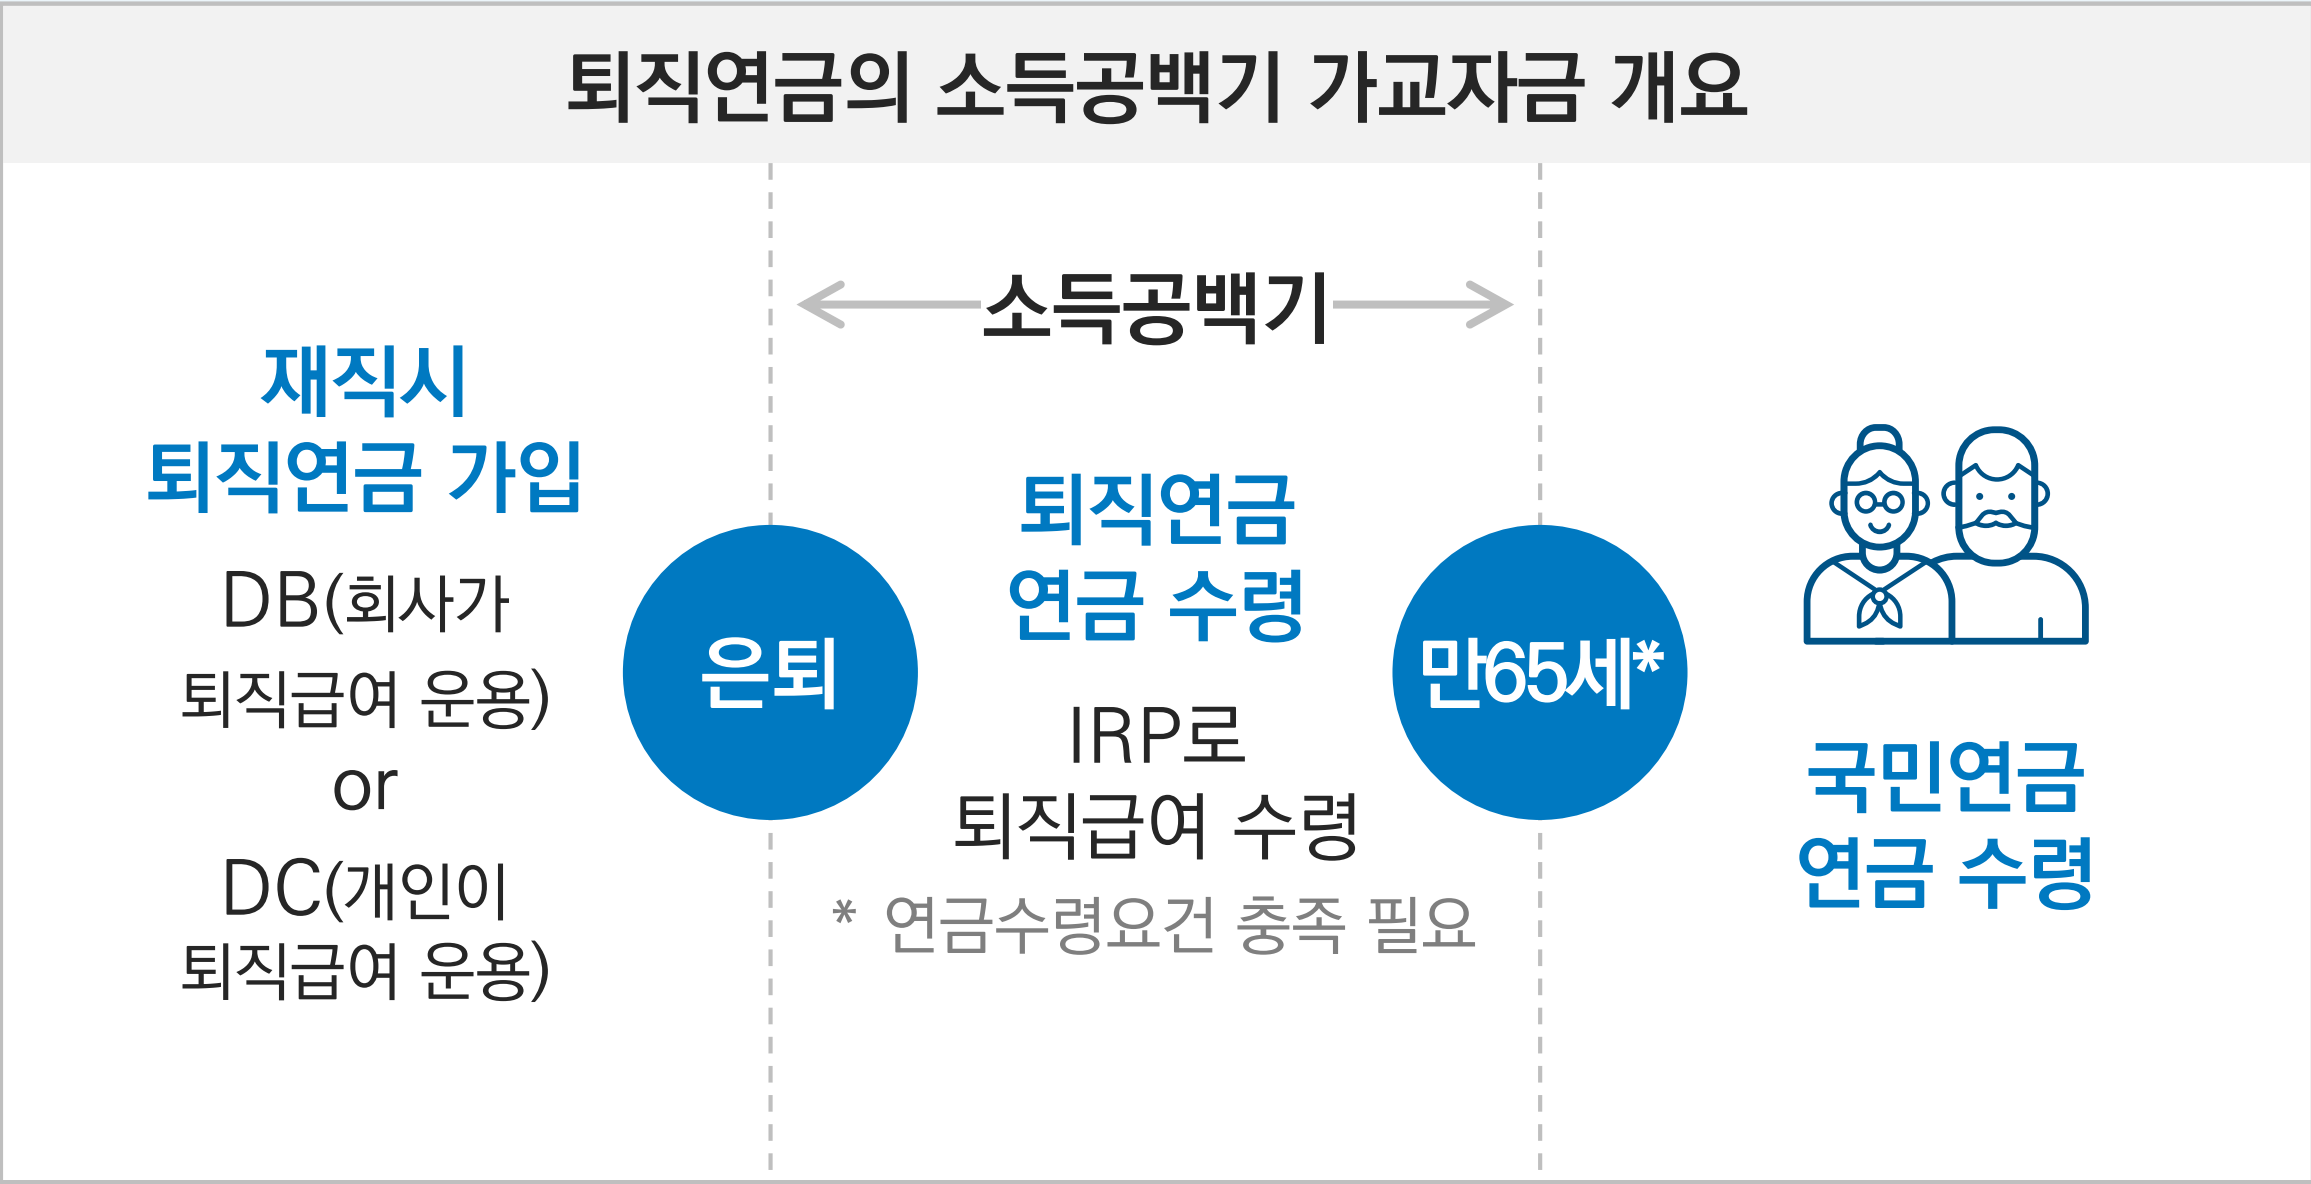 퇴직연금의 소득공백기 가교자금 개요
재직시
퇴직연금 가입
DB(회사가
퇴직급여 운용)
or
DC(개인이
퇴직급여 운용)
은퇴
소득공백기
퇴직연금
연금 수령
IRP로
퇴직급여 수령
* 연금수령요건 충족 필요
만65세*
국민연금
연금 수령